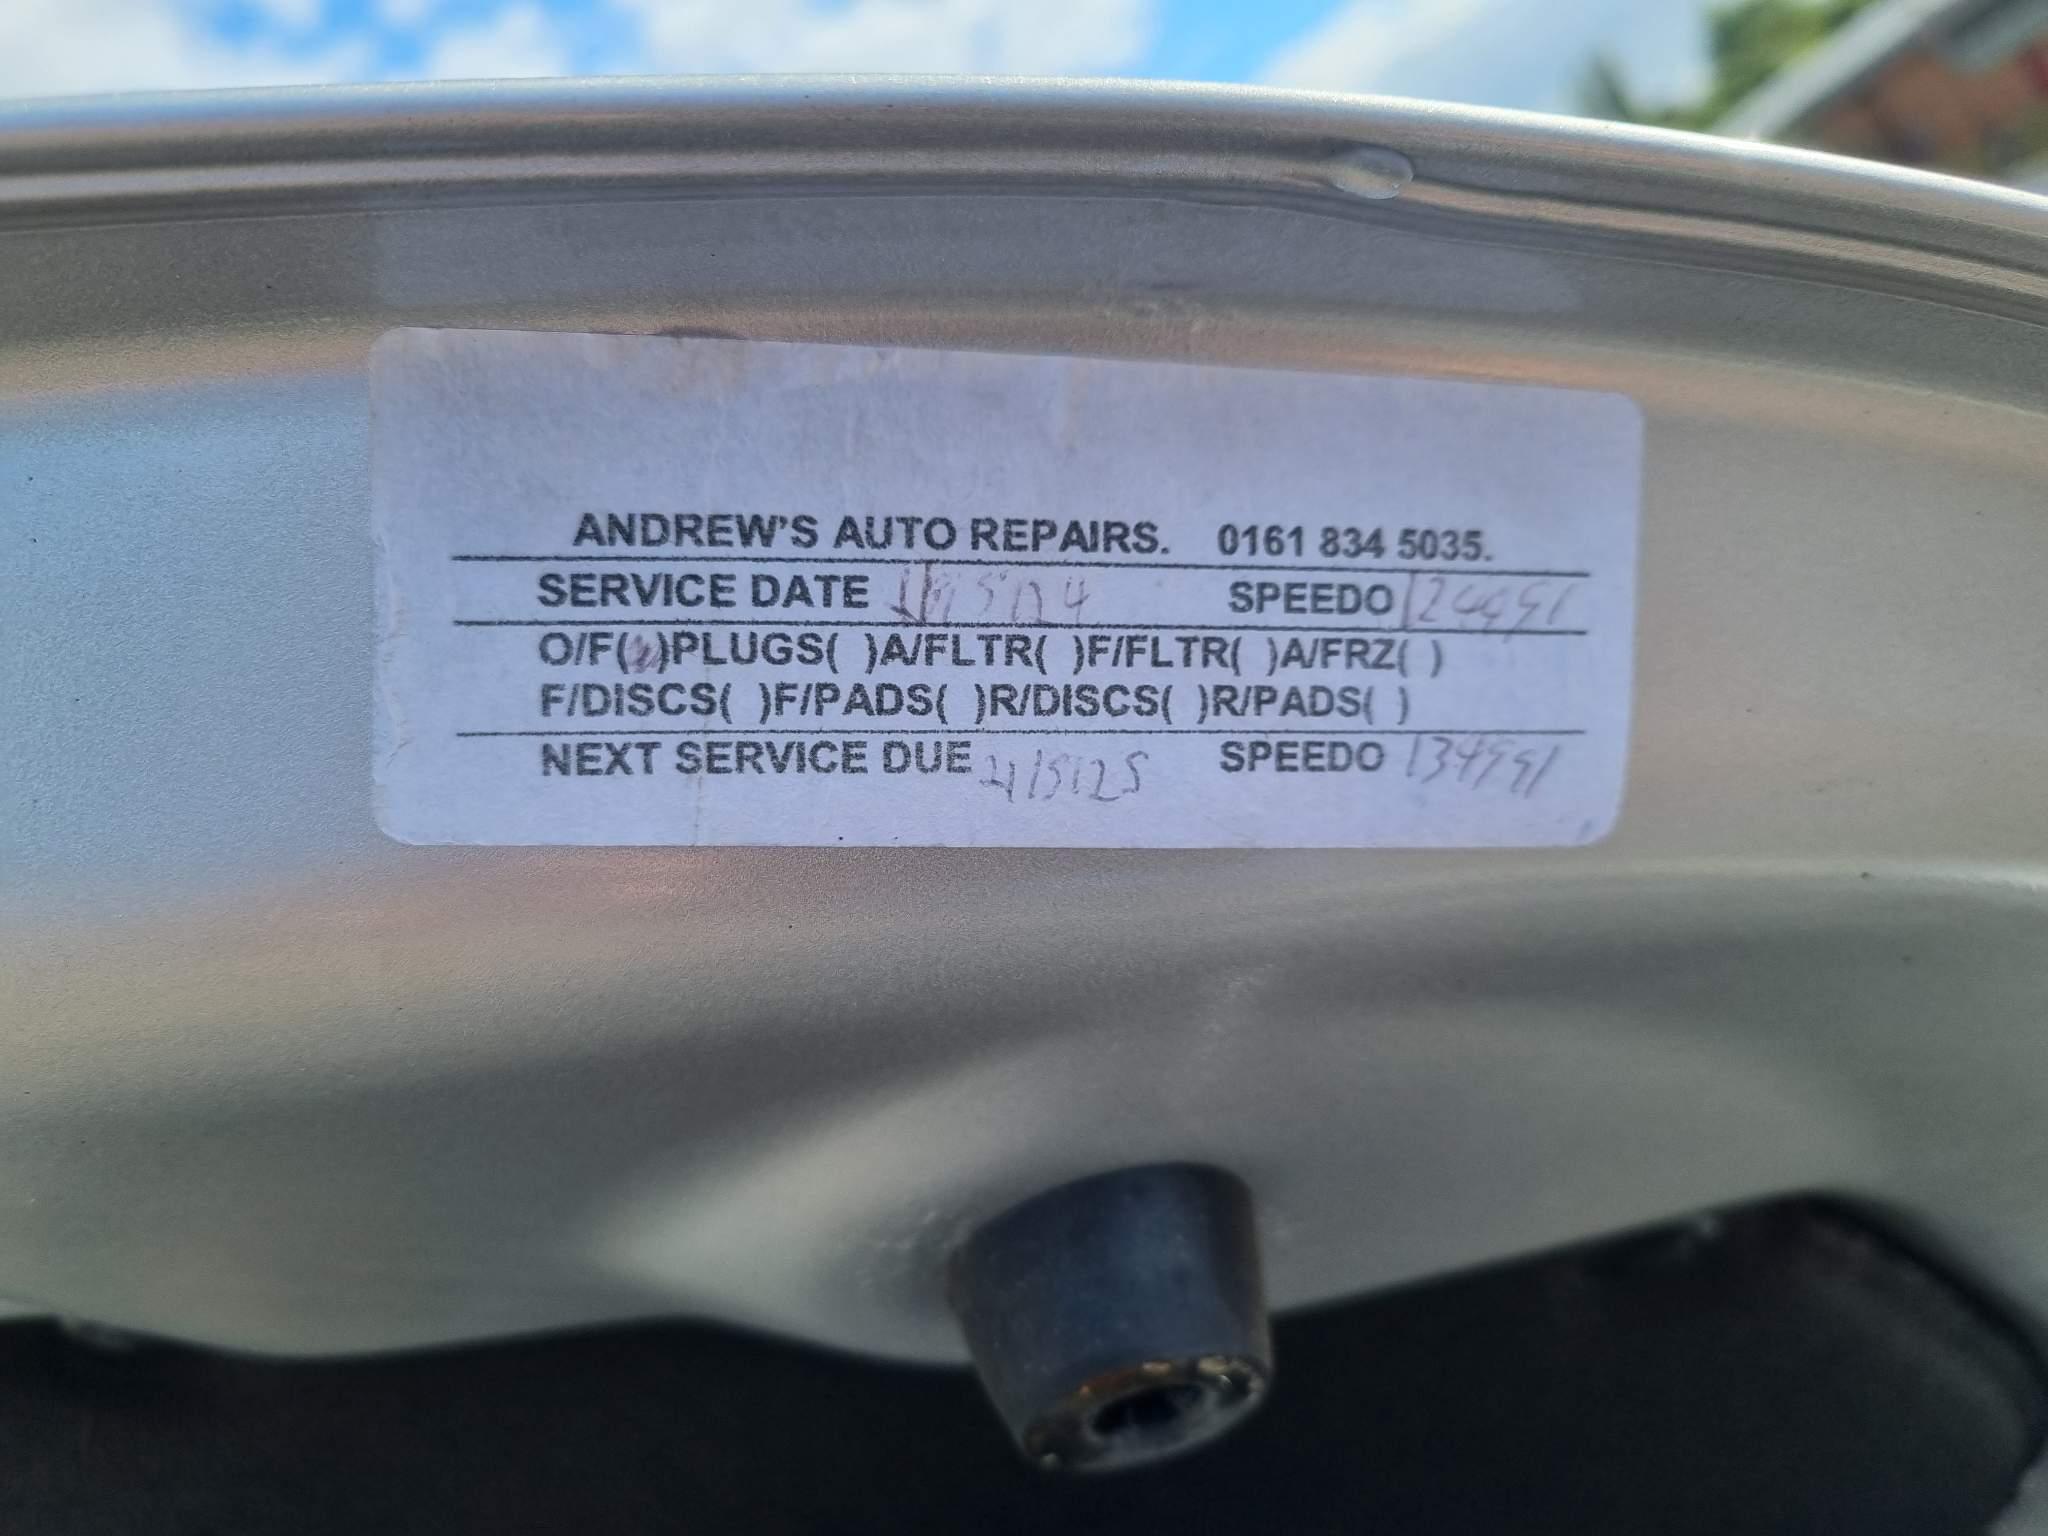 ANDREW'S AUTO REPAIRS. 0161 834 5035.
SERVICE DATE SPEEDO
O/F( )PLUGS( )A/FLTR( )F/FLTR( )A/FRZ( )
F/DISCS( )F/PADS( )R/DISCS( )R/PADS( )
NEXT SERVICE DUE 21/5/25 SPEEDO 134991